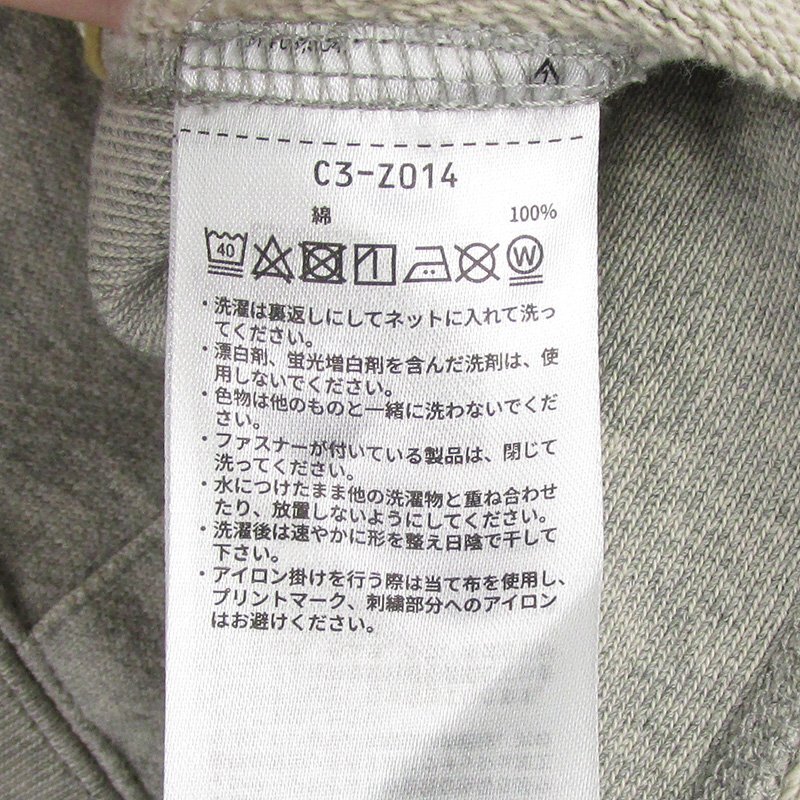 C3-Z014
綿 100%
40
W
・洗濯は裏返しにしてネットに入れて洗っ
てください。
・漂白剤、蛍光増白剤を含んだ洗剤は、使
用しないでください。
・色物は他のものと一緒に洗わないでくだ
さい。
・ファスナーが付いている製品は、閉じて
洗ってください。
・水につけたまま他の洗濯物と重ね合わせ
たり、放置しないようにしてください。
・洗濯後は速やかに形を整え日陰で干して
下さい。
・アイロン掛けを行う際は当て布を使用し、
プリントマーク、刺繍部分へのアイロン
はお避けください。